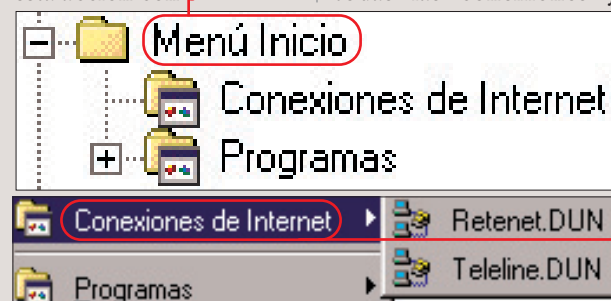 Menú Inicio
Conexiones de Internet
Programas
Conexiones de Internet
Retenet.DUN
Teleline.DUN
Programas